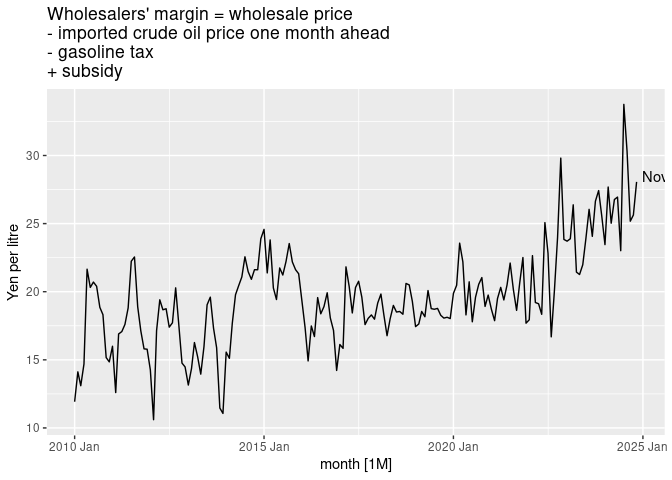 Wholesalers' margin = wholesale price
- imported crude oil price one month ahead
- gasoline tax
+ subsidy
Yen per litre
30
25
20
15
10
Nov
2010 Jan
2015 Jan
2020 Jan
2025 Jan
month [1M]